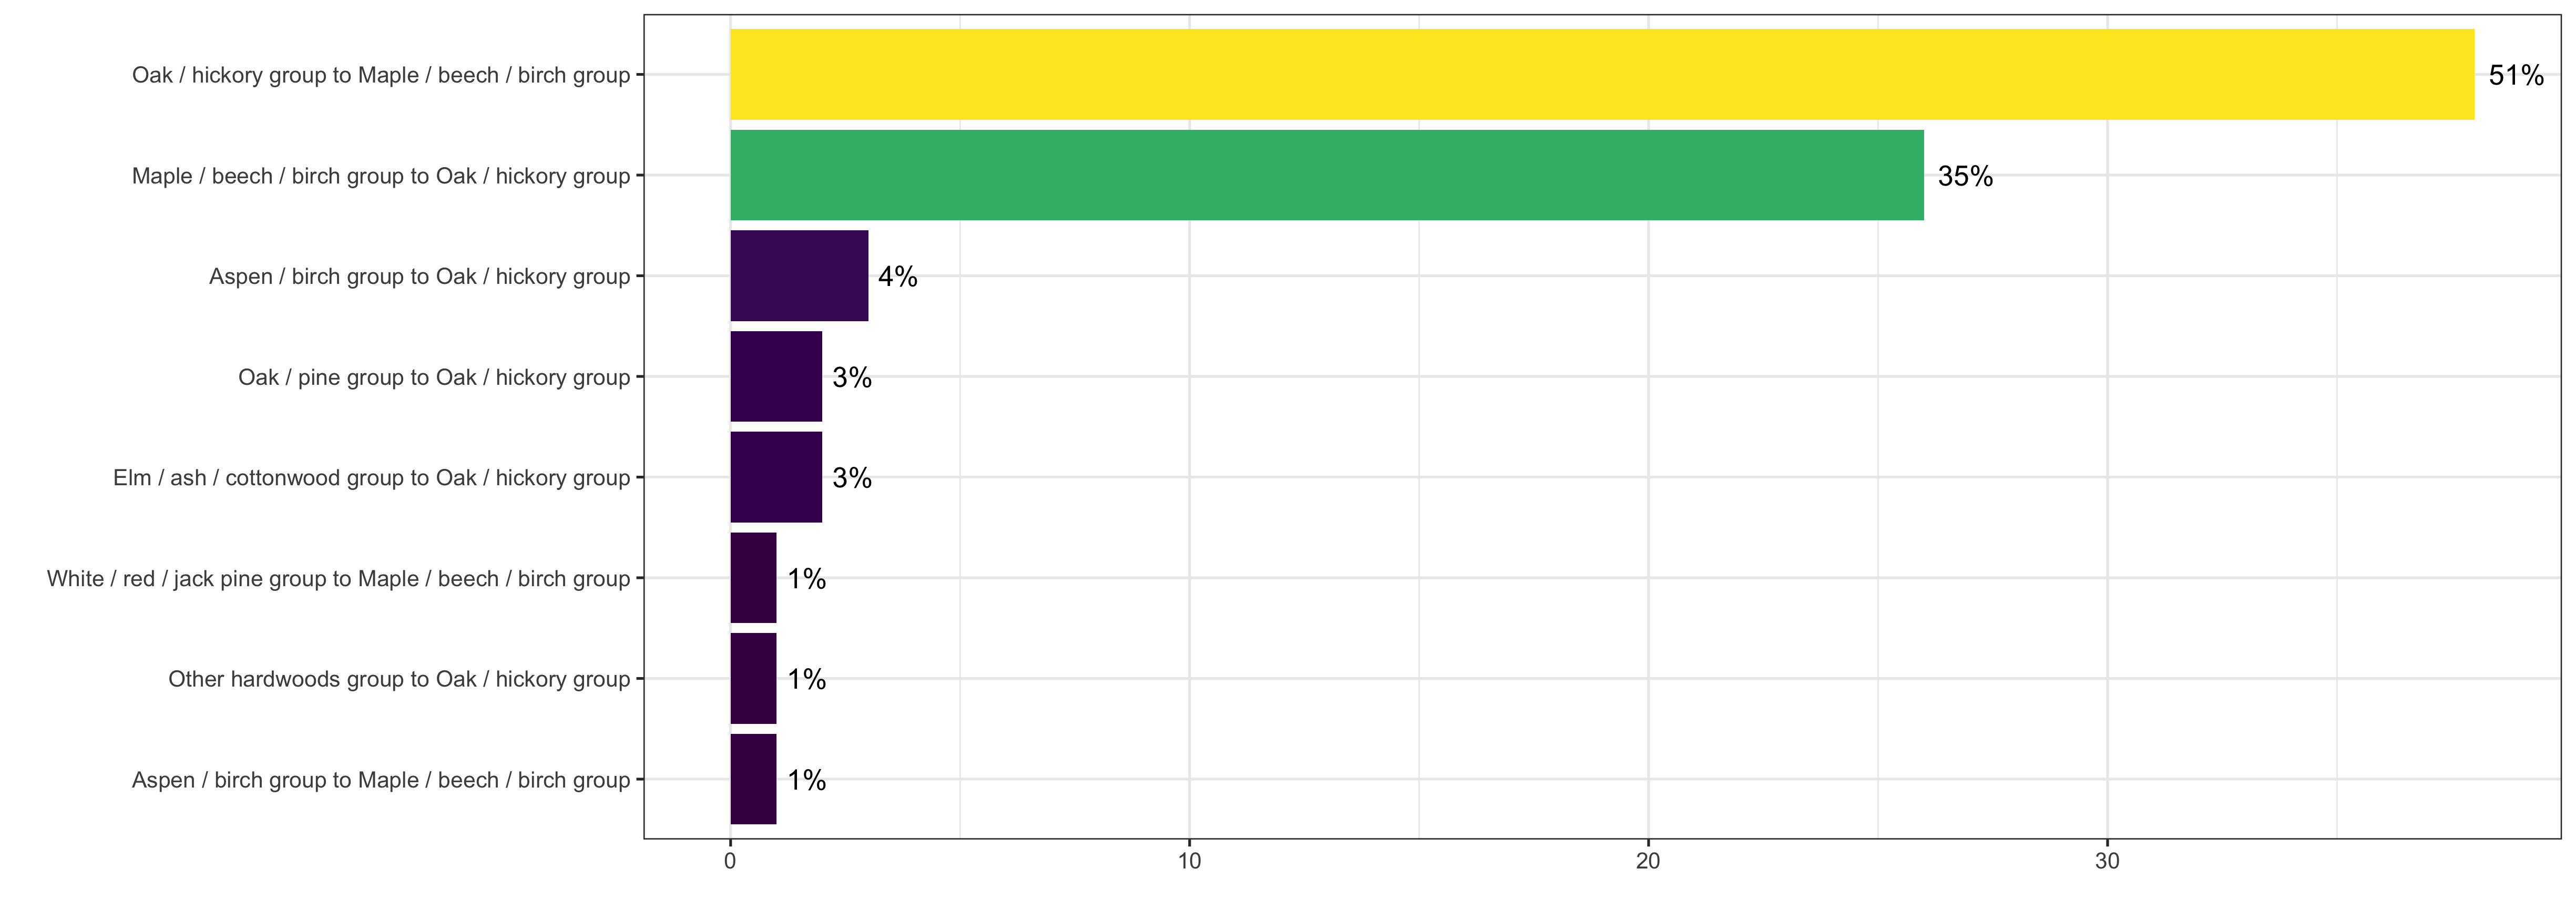 Oak / hickory group to Maple / beech / birch group 51%
Maple / beech / birch group to Oak / hickory group 35%
Aspen / birch group to Oak / hickory group 4%
Oak / pine group to Oak / hickory group 3%
Elm / ash / cottonwood group to Oak / hickory group 3%
White / red / jack pine group to Maple / beech / birch group 1%
Other hardwoods group to Oak / hickory group 1%
Aspen / birch group to Maple / beech / birch group 1%
0 10 20 30